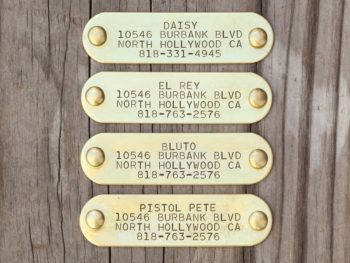 DAISY
10546 BURBANK BLVD
NORTH HOLLYWOOD CA
818-331-4945
EL REY
10546 BURBANK BLVD
NORTH HOLLYWOOD CA
818-763-2576
BLUTO
10546 BURBANK BLVD
NORTH HOLLYWOOD CA
818-763-2576
PISTOL PETE
10546 BURBANK BLVD
NORTH HOLLYWOOD CA
818-763-2576